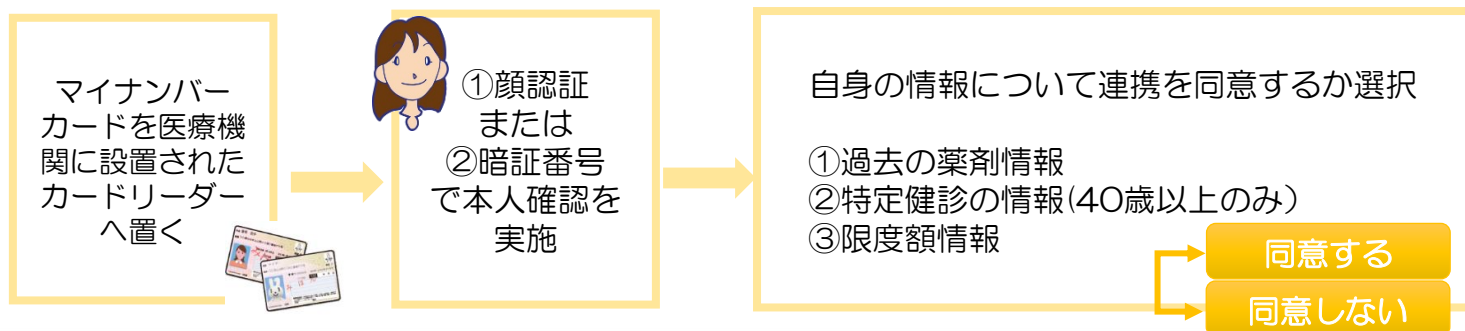 マイナンバー
カードを医療機
関に設置された
カードリーダー
へ置く
①顔認証
または
②暗証番号
で本人確認を
実施
自身の情報について連携を同意するか選択
①過去の薬剤情報
②特定健診の情報(40歳以上のみ）
③限度額情報
同意する
同意しない